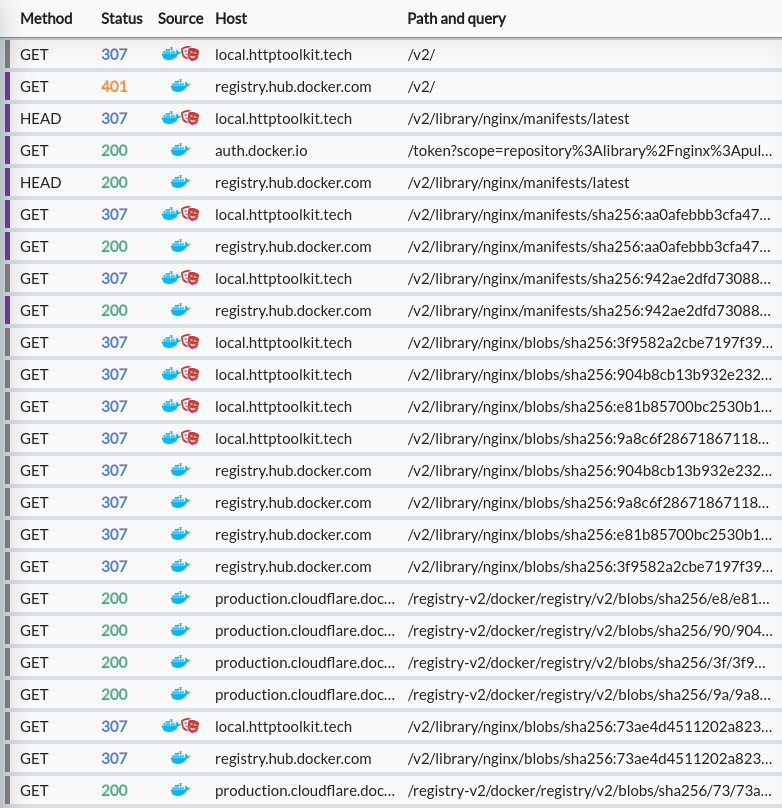 Method Status Source Host Path and query
GET 307 local.httptoolkit.tech /v2/
GET 401 registry.hub.docker.com /v2/
HEAD 307 local.httptoolkit.tech /v2/library/nginx/manifests/latest
GET 200 auth.docker.io /token?scope=repository%3Alibrary%2Fnginx%3Apul...
HEAD 200 registry.hub.docker.com /v2/library/nginx/manifests/latest
GET 307 local.httptoolkit.tech /v2/library/nginx/manifests/sha256:aa0afebbb3cfa47...
GET 200 registry.hub.docker.com /v2/library/nginx/manifests/sha256:aa0afebbb3cfa47...
GET 307 local.httptoolkit.tech /v2/library/nginx/manifests/sha256:942ae2dfd73088...
GET 200 registry.hub.docker.com /v2/library/nginx/manifests/sha256:942ae2dfd73088...
GET 307 local.httptoolkit.tech /v2/library/nginx/blobs/sha256:3f9582a2cbe7197f39...
GET 307 local.httptoolkit.tech /v2/library/nginx/blobs/sha256:904b8cb13b932e232...
GET 307 local.httptoolkit.tech /v2/library/nginx/blobs/sha256:e81b85700bc2530b1...
GET 307 local.httptoolkit.tech /v2/library/nginx/blobs/sha256:9a8c6f28671867118...
GET 307 registry.hub.docker.com /v2/library/nginx/blobs/sha256:904b8cb13b932e232...
GET 307 registry.hub.docker.com /v2/library/nginx/blobs/sha256:9a8c6f28671867118...
GET 307 registry.hub.docker.com /v2/library/nginx/blobs/sha256:e81b85700bc2530b1...
GET 307 registry.hub.docker.com /v2/library/nginx/blobs/sha256:3f9582a2cbe7197f39...
GET 200 production.cloudflare.doc... /registry-v2/docker/registry/v2/blobs/sha256/e8/e81...
GET 200 production.cloudflare.doc... /registry-v2/docker/registry/v2/blobs/sha256/90/904...
GET 200 production.cloudflare.doc... /registry-v2/docker/registry/v2/blobs/sha256/3f/3f9...
GET 200 production.cloudflare.doc... /registry-v2/docker/registry/v2/blobs/sha256/9a/9a8...
GET 307 local.httptoolkit.tech /v2/library/nginx/blobs/sha256:73ae4d4511202a823...
GET 307 registry.hub.docker.com /v2/library/nginx/blobs/sha256:73ae4d4511202a823...
GET 200 production.cloudflare.doc... /registry-v2/docker/registry/v2/blobs/sha256/73/73a...